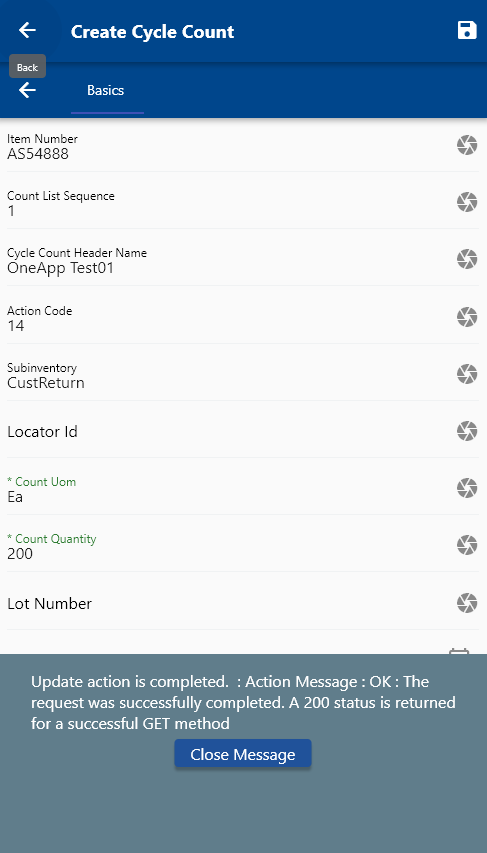 Create Cycle Count
Back
Basics
Item Number
AS54888
Count List Sequence
1
Cycle Count Header Name
OneApp Test01
Action Code
14
Subinventory
CustReturn
Locator Id
* Count Uom
Ea
* Count Quantity
200
Lot Number
Update action is completed.  : Action Message : OK : The
request was successfully completed. A 200 status is returned
for a successful GET method
Close Message